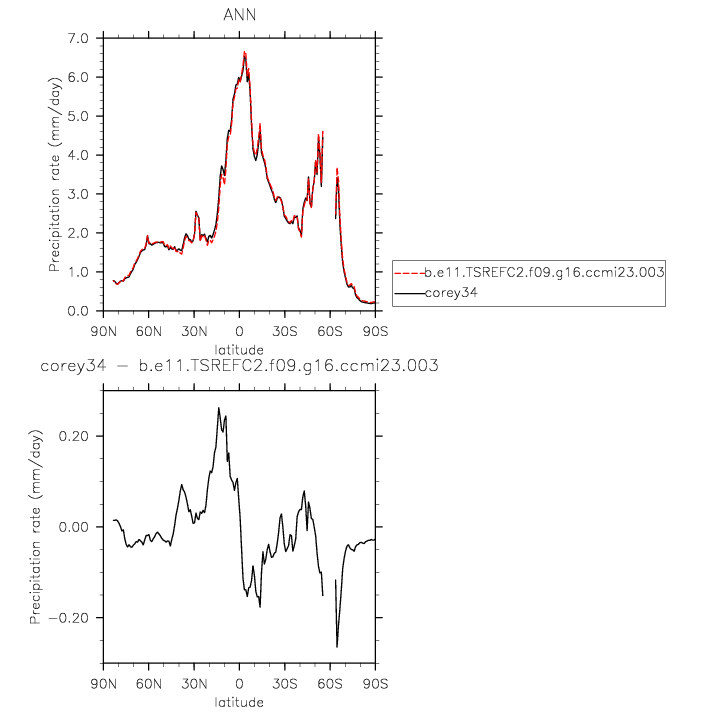 ANN
7.0
6.0
5.0
4.0
3.0
2.0
1.0
0.0
Precipitation rate (mm/day)
90N 60N 30N 0 30S 60S 90S
latitude
b.e11.TSREFC2.f09.g16.ccmi23.003
corey34
corey34 − b.e11.TSREFC2.f09.g16.ccmi23.003
0.20
0.00
−0.20
Precipitation rate (mm/day)
90N 60N 30N 0 30S 60S 90S
latitude